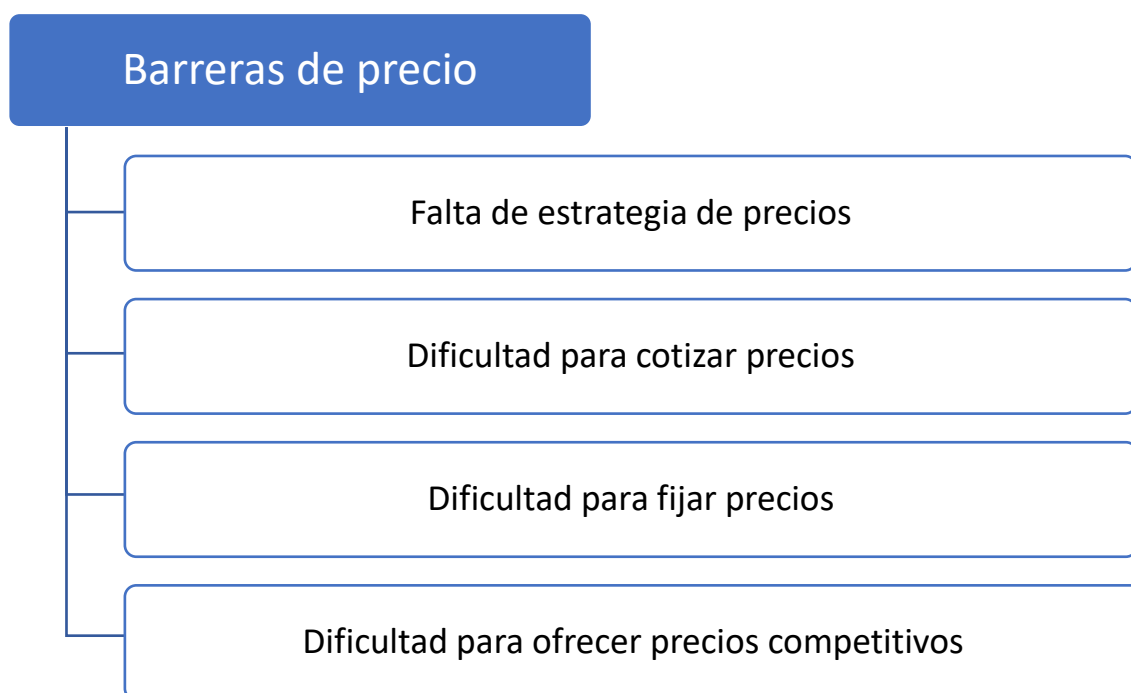 Barreras de precio
Falta de estrategia de precios
Dificultad para cotizar precios
Dificultad para fijar precios
Dificultad para ofrecer precios competitivos